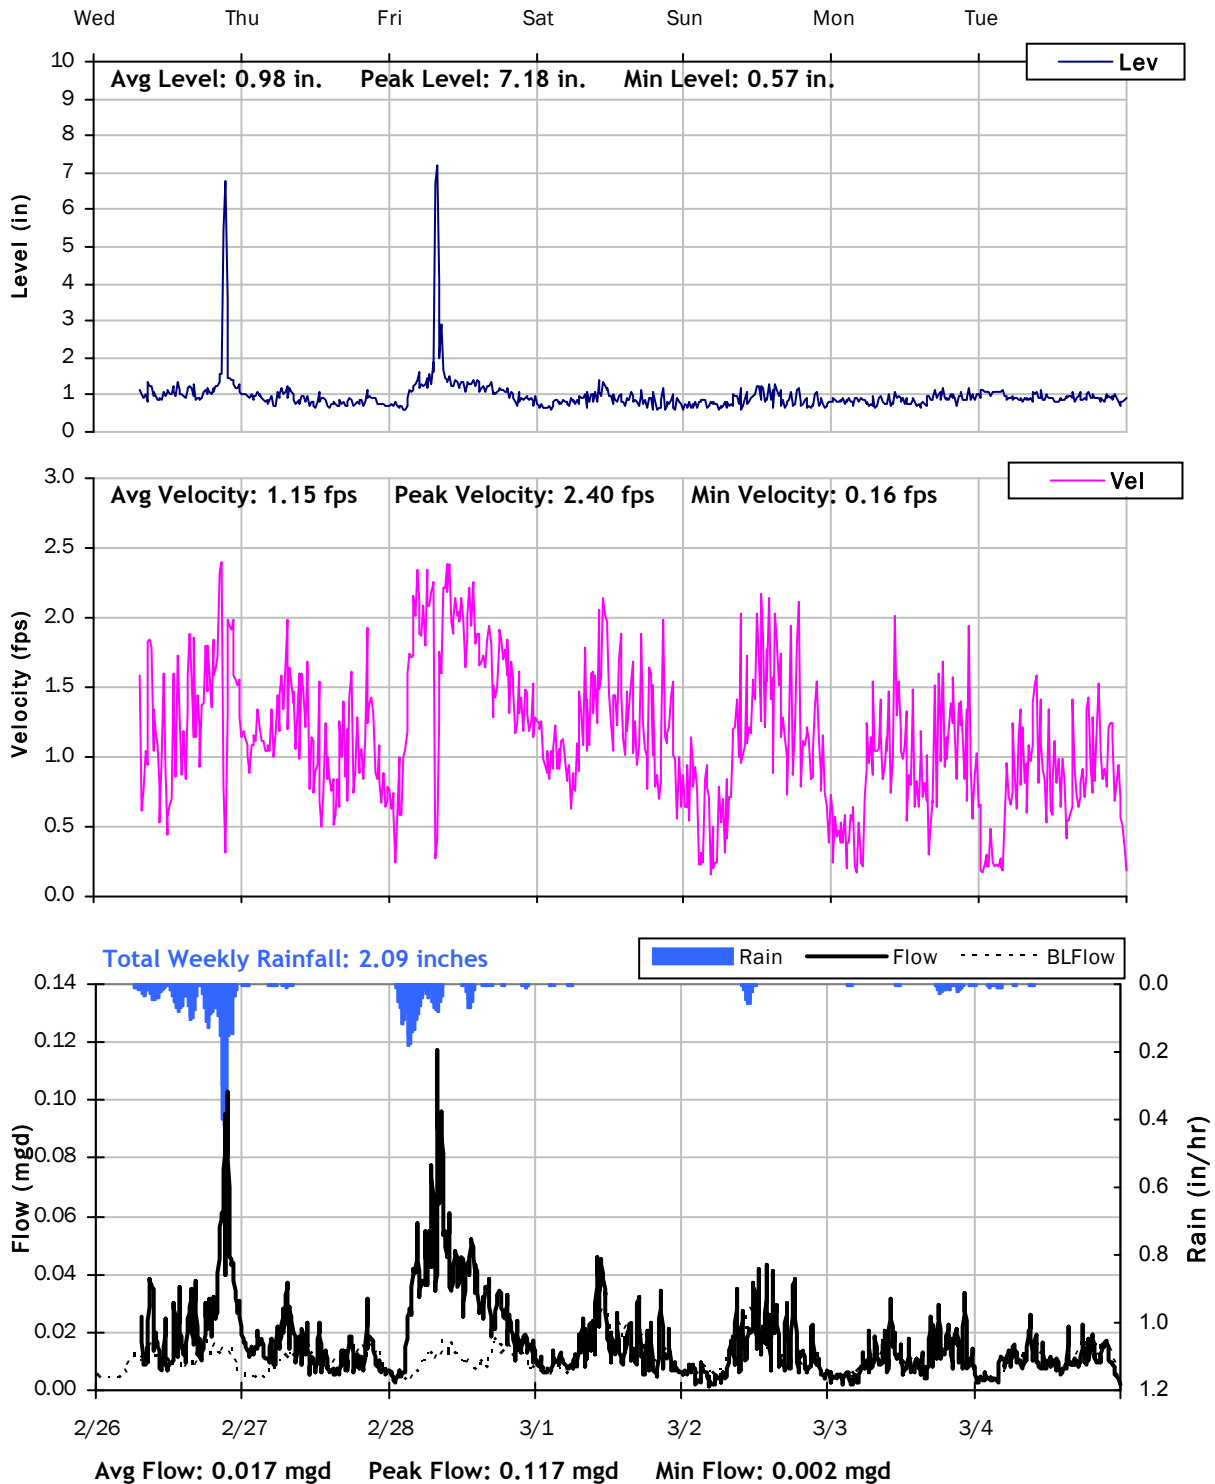 Wed Thu Fri Sat Sun Mon Tue
Lev
Avg Level: 0.98 in. Peak Level: 7.18 in. Min Level: 0.57 in.
10
9
8
7
6
5
4
3
2
1
0
Level (in)
Vel
Avg Velocity: 1.15 fps Peak Velocity: 2.40 fps Min Velocity: 0.16 fps
3.0
2.5
2.0
1.5
1.0
0.5
0.0
Velocity (fps)
Total Weekly Rainfall: 2.09 inches
Rain Flow BLFlow
0.14
0.12
0.10
0.08
0.06
0.04
0.02
0.00
Flow (mgd)
0.0
0.2
0.4
0.6
0.8
1.0
1.2
Rain (in/hr)
2/26 2/27 2/28 3/1 3/2 3/3 3/4
Avg Flow: 0.017 mgd Peak Flow: 0.117 mgd Min Flow: 0.002 mgd